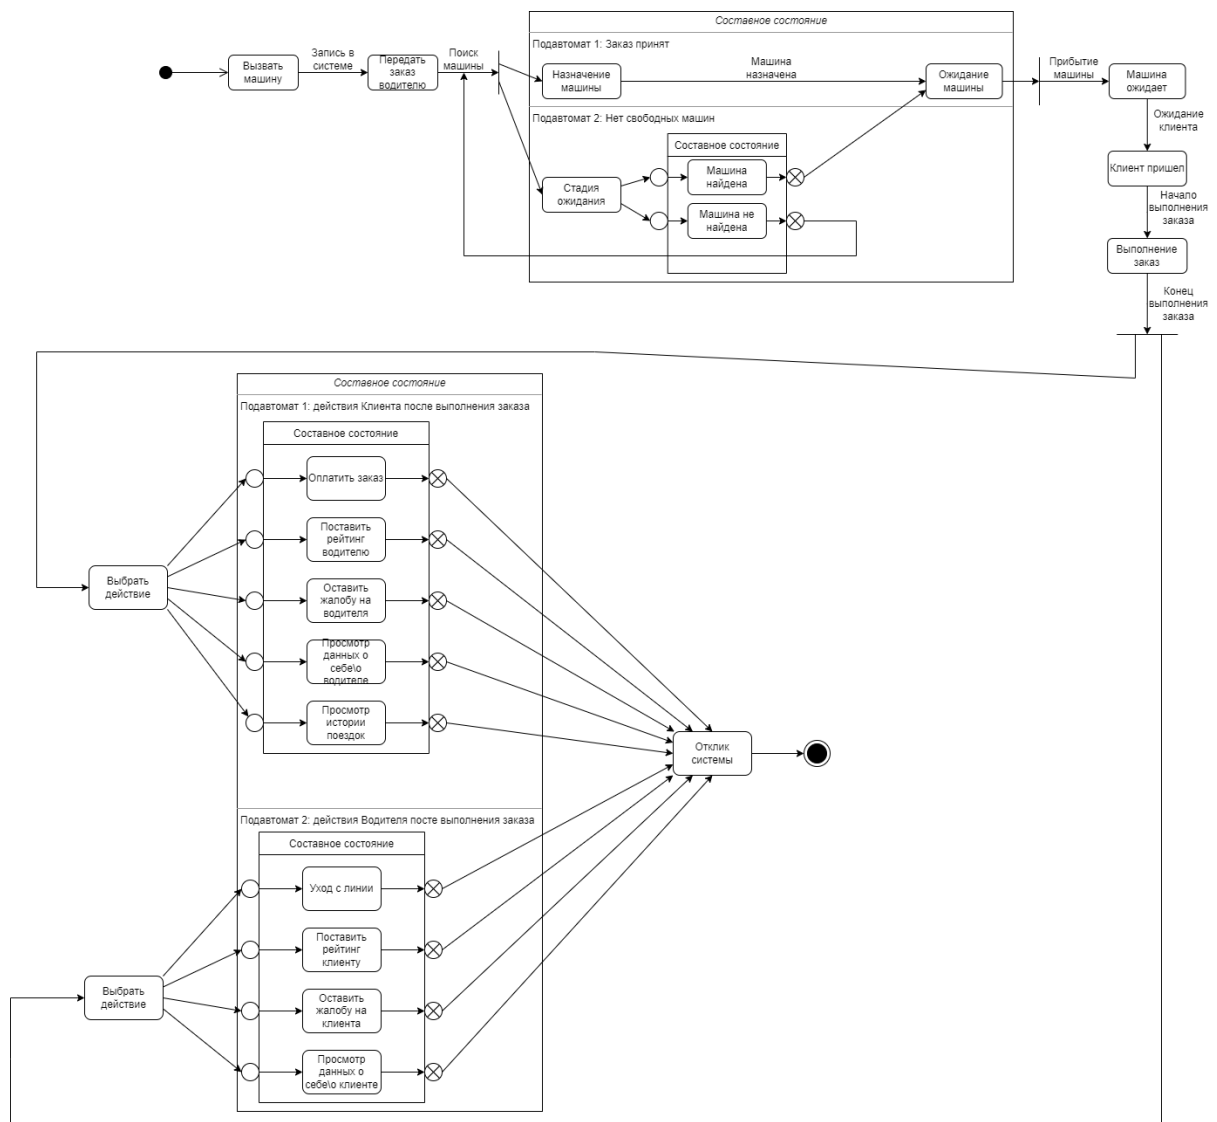 Составное состояние
Подавтомат 1: Заказ принят
Вызвать
машину
Запись в
системе
Передать
заказ
водителю
Поиск
машины
Назначение
машины
Машина
назначена
Ожидание
машины
Прибытие
машины
Машина
ожидает
Подавтомат 2: Нет свободных машин
Составное состояние
Стадия
ожидания
Машина
найдена
Машина не
найдена
Ожидание
клиента
Клиент пришел
Начало
выполнения
заказа
Выполнение
заказ
Конец
выполнения
заказа
Составное состояние
Подавтомат 1: действия Клиента после выполнения заказа
Составное состояние
Выбрать
действие
Оплатить заказ
Поставить
рейтинг
водителю
Оставить
жалобу на
водителя
Просмотр
данных о
себе\о
водителе
Просмотр
истории
поездок
Отклик
системы
Подавтомат 2: действия Водителя посте выполнения заказа
Составное состояние
Выбрать
действие
Уход с линии
Поставить
рейтинг
клиенту
Оставить
жалобу на
клиента
Просмотр
данных о
себе\о клиенте